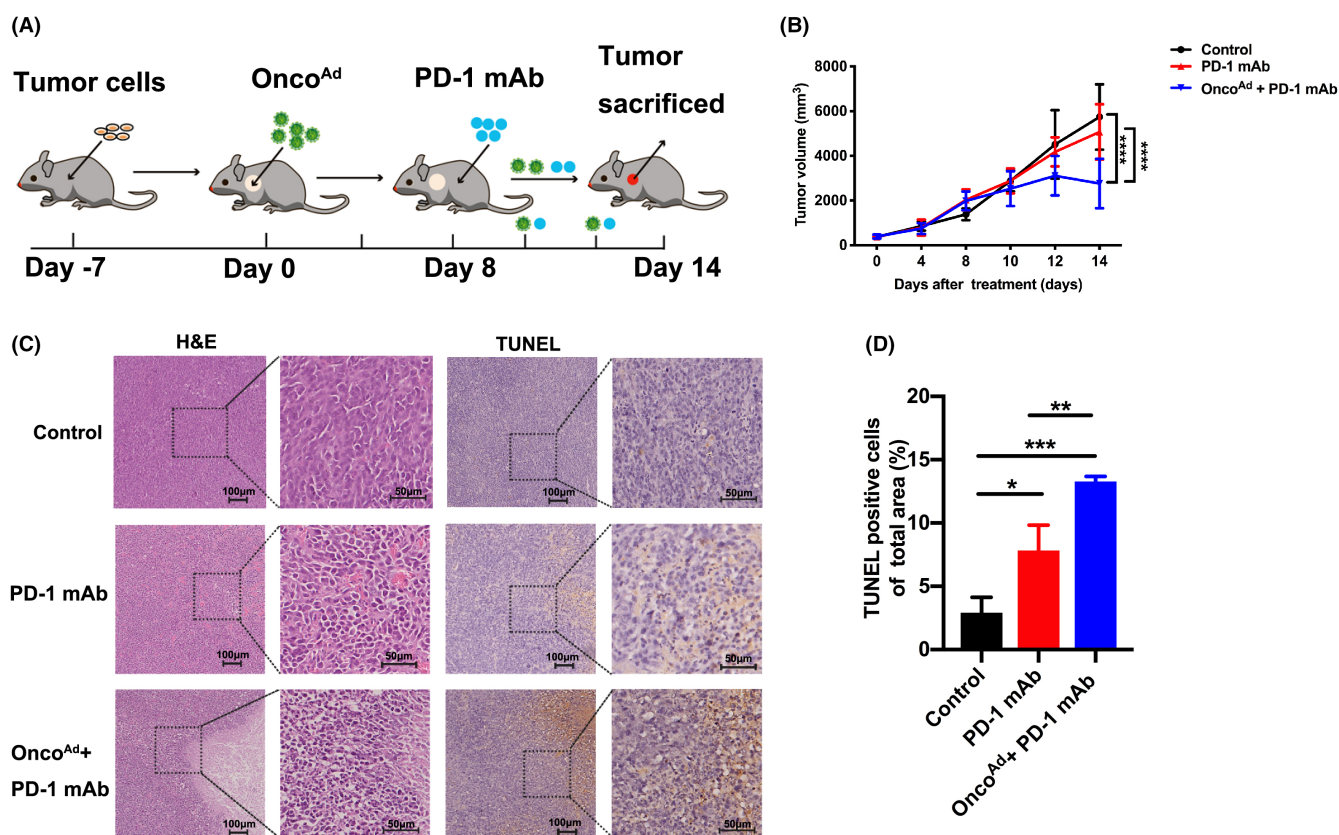 (A)
Tumor cells
Onco^Ad
PD-1 mAb
Tumor
sacrificed
Day -7
Day 0
Day 8
Day 14
(B)
Control
PD-1 mAb
Onco^Ad + PD-1 mAb
Tumor volume (mm³)
8000
6000
4000
2000
0
0 4 8 10 12 14
Days after treatment (days)
****
****
(C)
H&E
TUNEL
Control
100μm
50μm
100μm
50μm
PD-1 mAb
100μm
50μm
100μm
50μm
Onco^Ad+
PD-1 mAb
100μm
50μm
100μm
50μm
(D)
TUNEL positive cells
of total area (%)
20
15
10
5
0
**
***
*
Control
PD-1 mAb
Onco^Ad+ PD-1 mAb